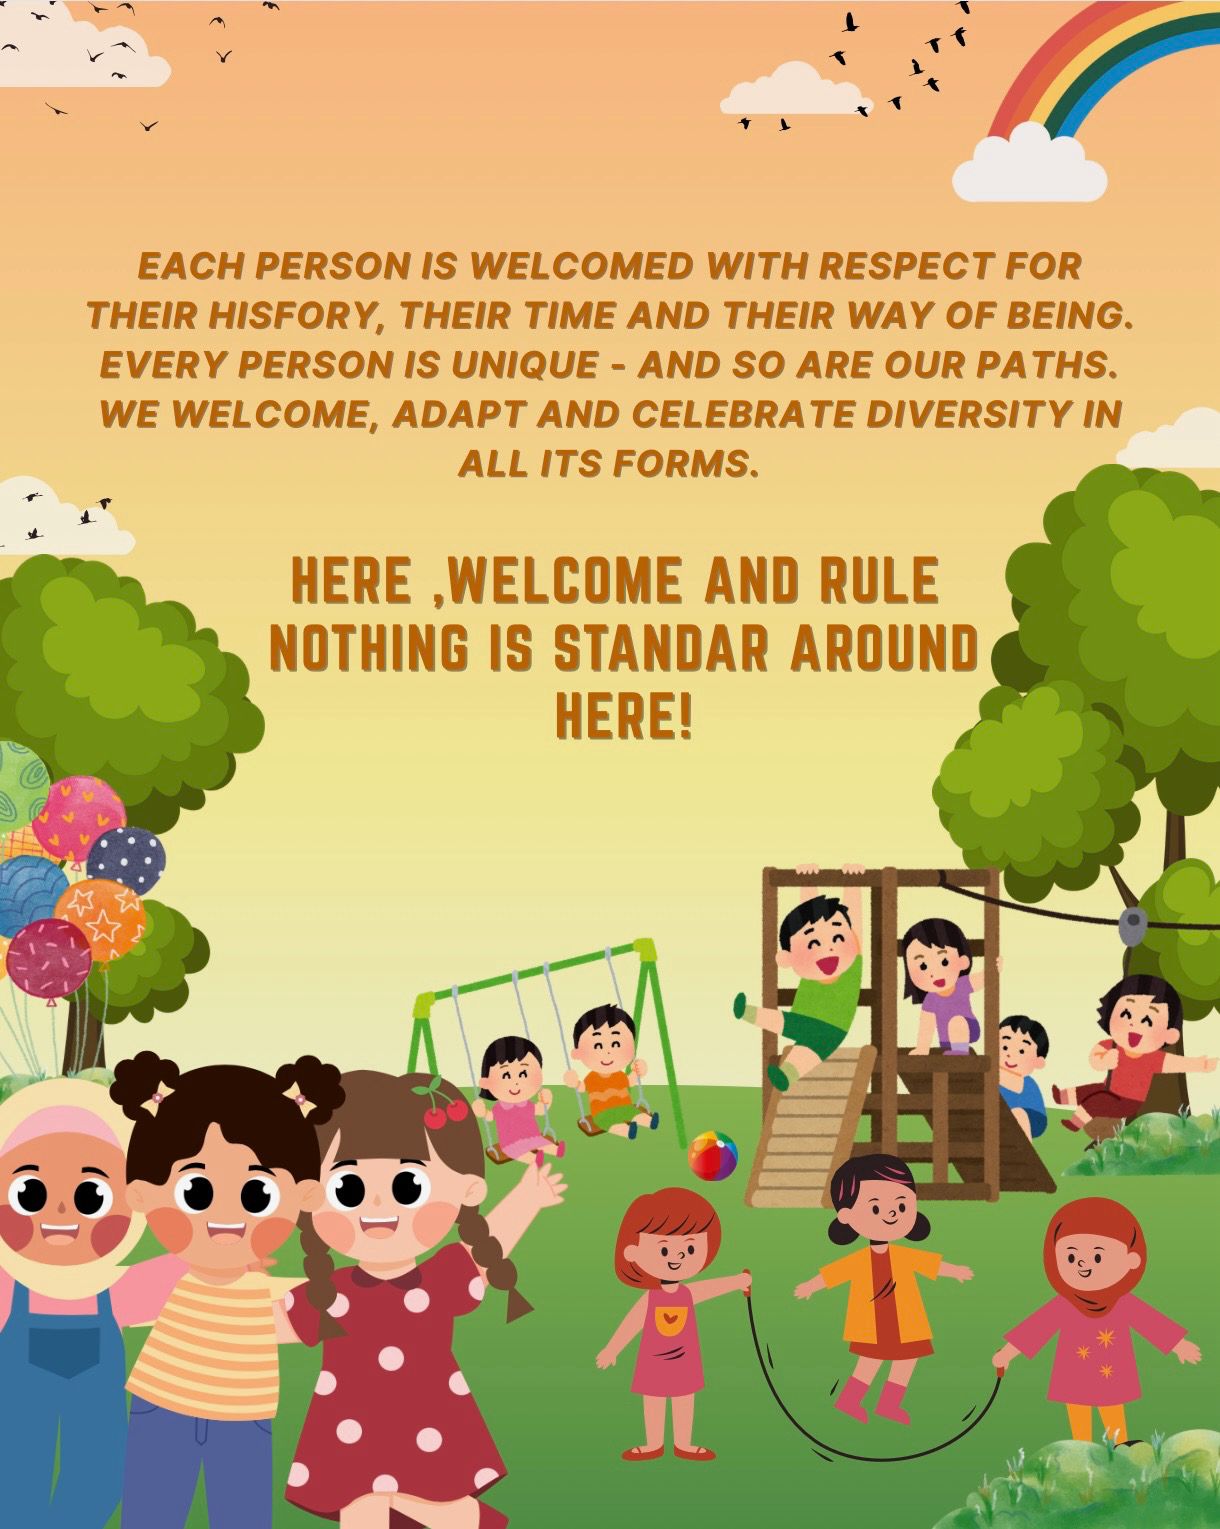 EACH PERSON IS WELCOMED WITH RESPECT FOR
THEIR HISFORY, THEIR TIME AND THEIR WAY OF BEING.
EVERY PERSON IS UNIQUE - AND SO ARE OUR PATHS.
WE WELCOME, ADAPT AND CELEBRATE DIVERSITY IN
ALL ITS FORMS.
HERE ,WELCOME AND RULE
NOTHING IS STANDAR AROUND
HERE!